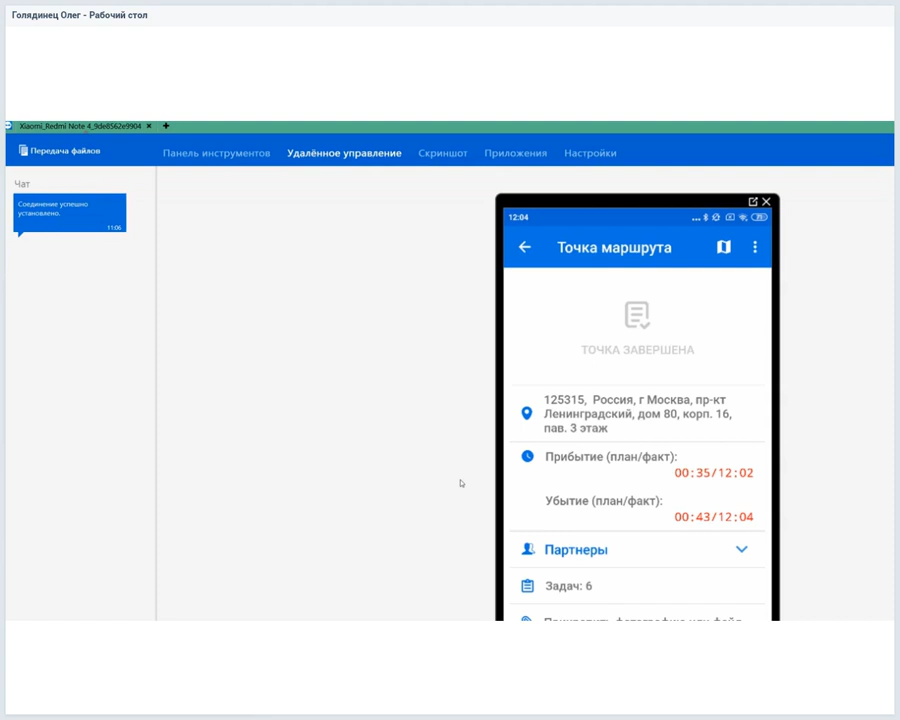 Голядинец Олег - Рабочий стол
Xiaomi_Redmi Note 4_9de8562e9904
Передача файлов
Панель инструментов Удалённое управление Скриншот Приложения Настройки
Чат
Соединение успешно
установлено.
11:06
12:04
Точка маршрута
ТОЧКА ЗАВЕРШЕНА
125315, Россия, г Москва, пр-кт
Ленинградский, дом 80, корп. 16,
пав. 3 этаж
Прибытие (план/факт):
00:35/12:02
Убытие (план/факт):
00:43/12:04
Партнеры
Задач: 6